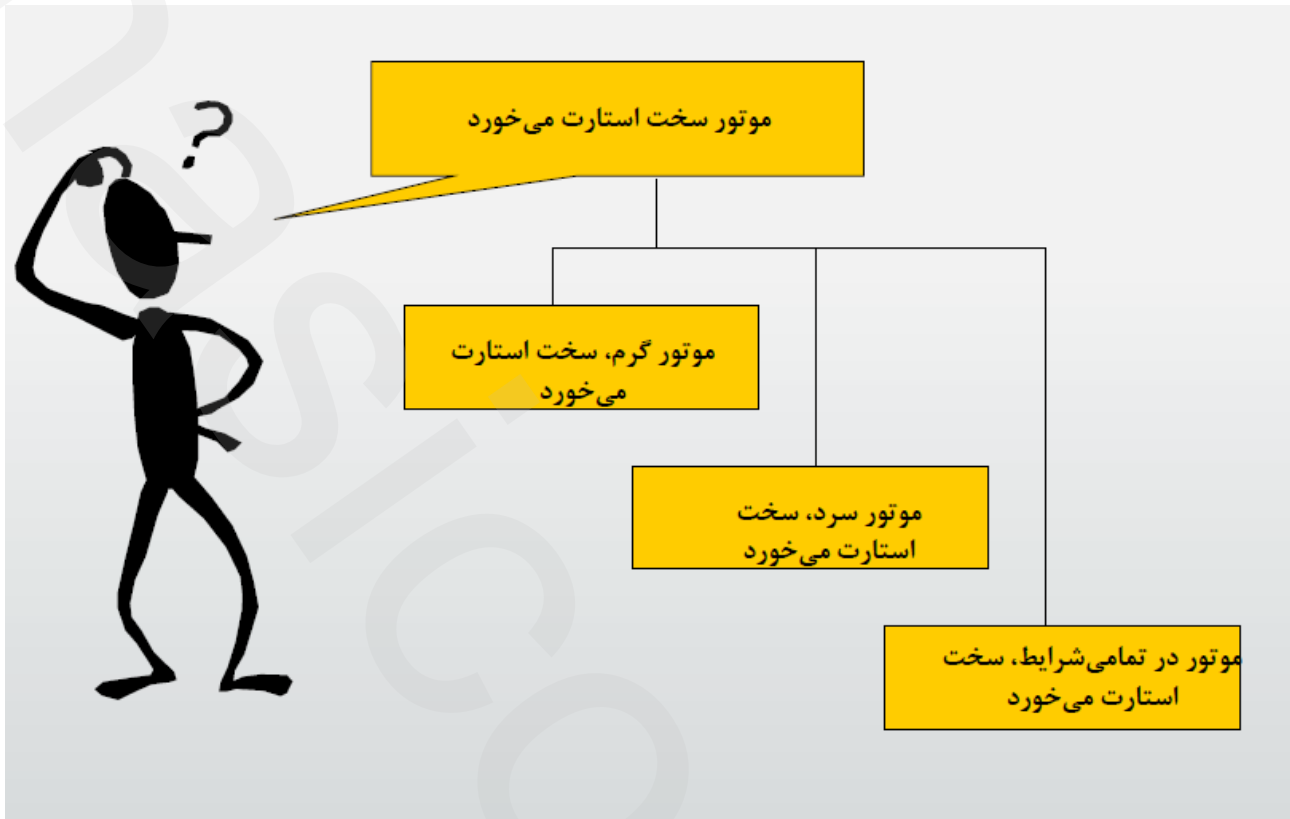 ?
موتور سخت استارت می‌خورد
موتور گرم، سخت استارت
می‌خورد
موتور سرد، سخت
استارت می‌خورد
موتور در تمامی‌شرایط، سخت
استارت می‌خورد